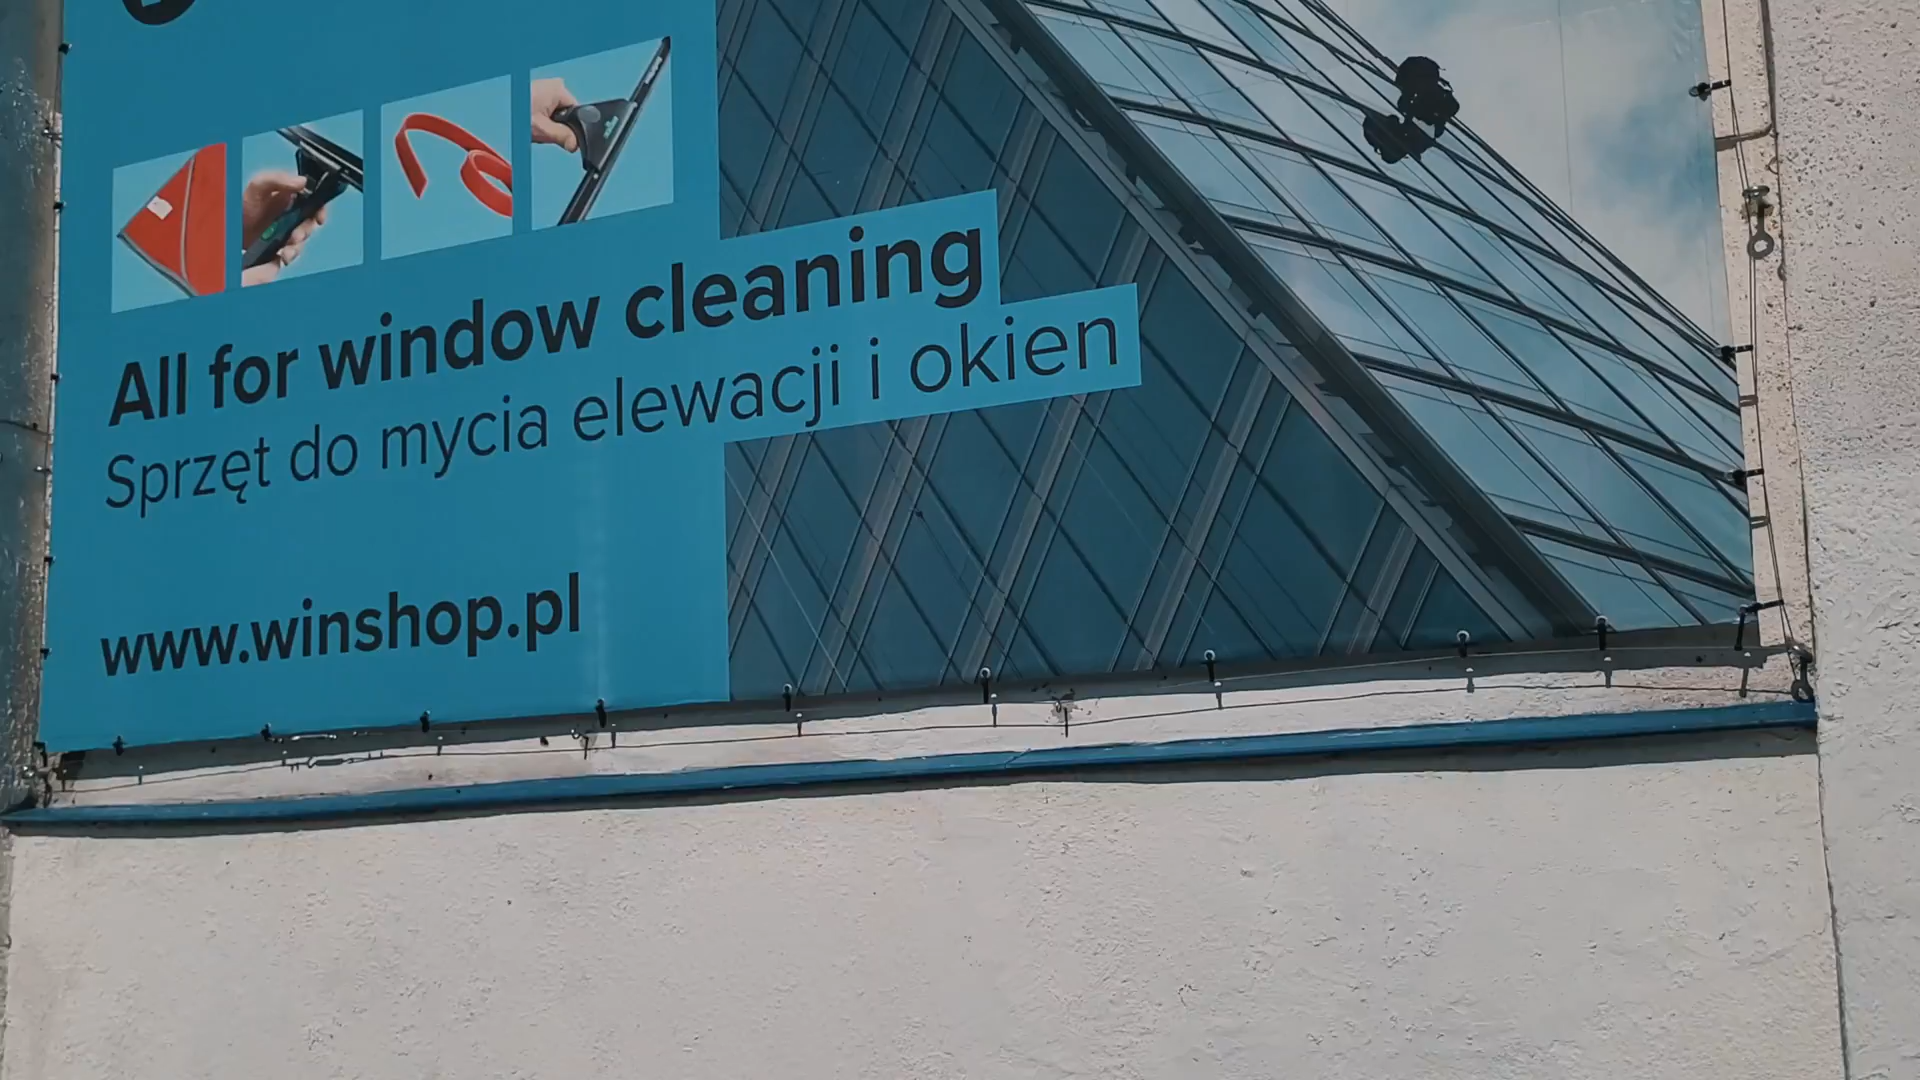 All for window cleaning
Sprzęt do mycia elewacji i okien
www.winshop.pl